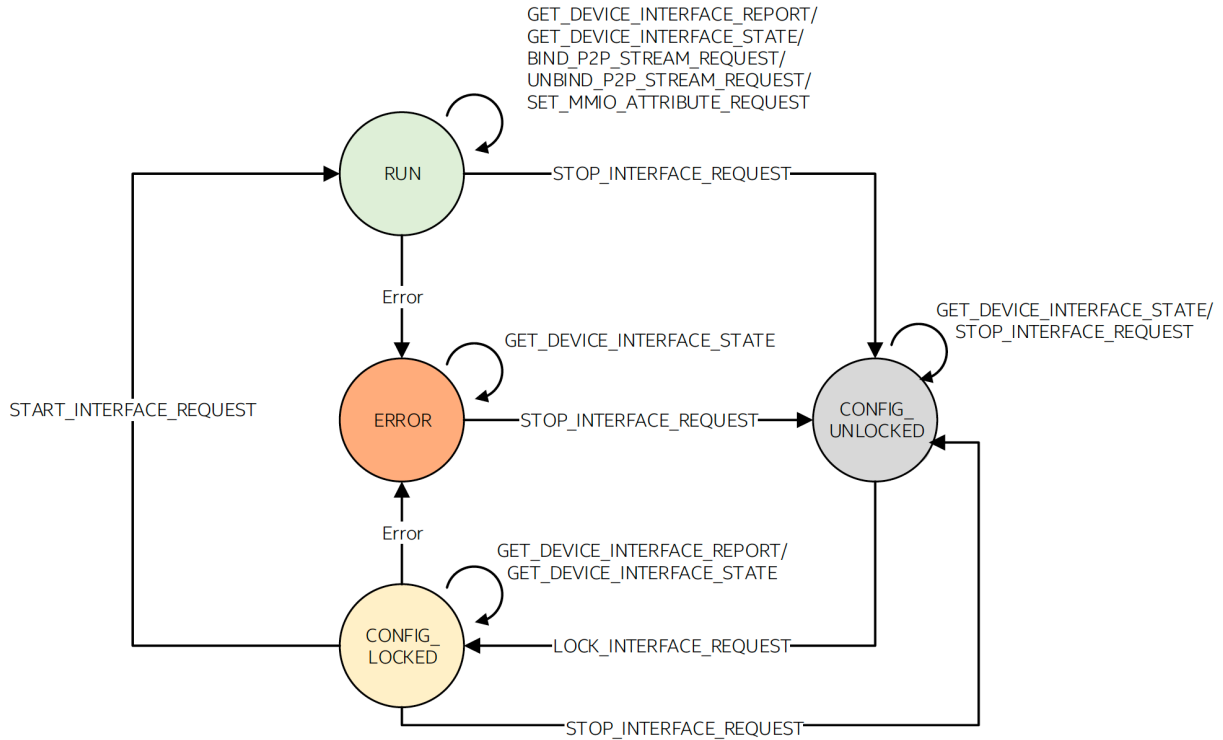 GET_DEVICE_INTERFACE_REPORT/
GET_DEVICE_INTERFACE_STATE/
BIND_P2P_STREAM_REQUEST/
UNBIND_P2P_STREAM_REQUEST/
SET_MMIO_ATTRIBUTE_REQUEST
RUN
STOP_INTERFACE_REQUEST
Error
GET_DEVICE_INTERFACE_STATE/
STOP_INTERFACE_REQUEST
GET_DEVICE_INTERFACE_STATE
START_INTERFACE_REQUEST
ERROR
STOP_INTERFACE_REQUEST
CONFIG_
UNLOCKED
Error
GET_DEVICE_INTERFACE_REPORT/
GET_DEVICE_INTERFACE_STATE
CONFIG_
LOCKED
LOCK_INTERFACE_REQUEST
STOP_INTERFACE_REQUEST